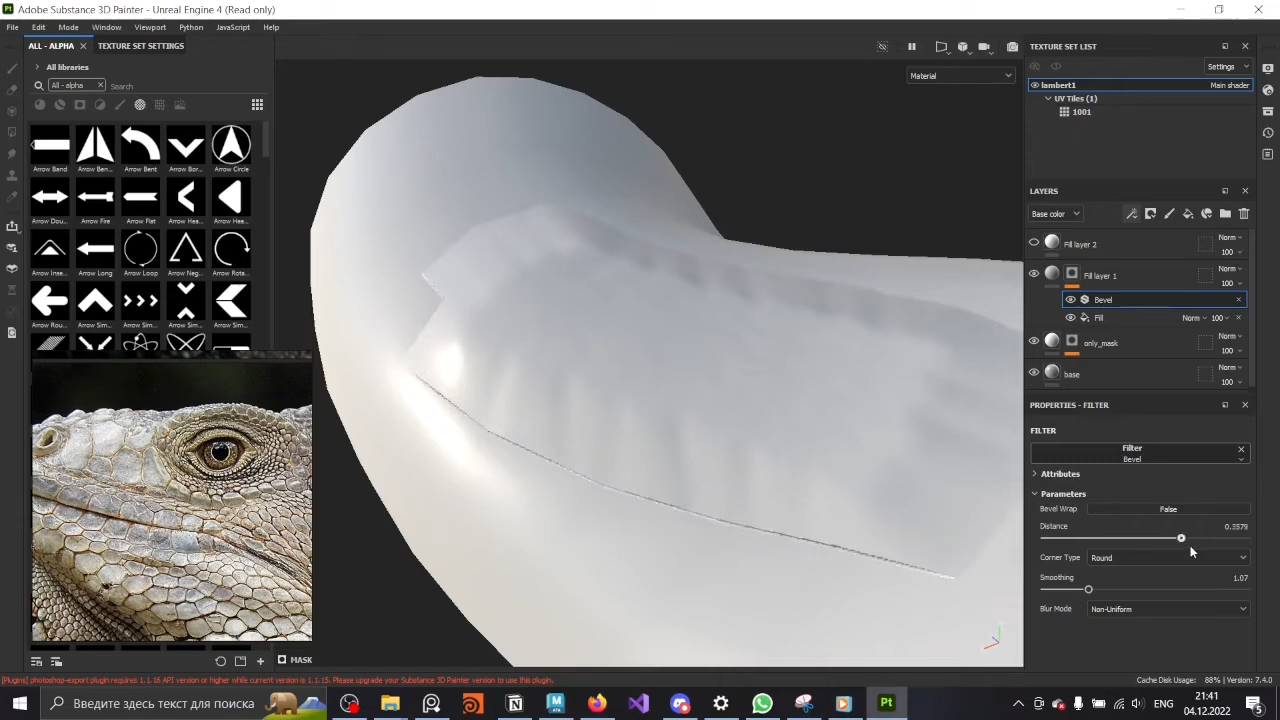 Adobe Substance 3D Painter - Unreal Engine 4 (Read only)
File Edit Mode Window Viewport Python JavaScript Help
ALL - ALPHA
TEXTURE SET SETTINGS
All libraries
All - alpha
Search
Arrow Band Arrow Ben... Arrow Bent Arrow Bor... Arrow Circle
Arrow Dou... Arrow Fire Arrow Flat Arrow Hea... Arrow Hea...
Arrow Inse... Arrow Long Arrow Loop Arrow Neg... Arrow Rota...
Arrow Rou... Arrow Sim... Arrow Sim... Arrow Sim... Arrow Sim...
Material
MASK
TEXTURE SET LIST
Settings
lambert1 Main shader
UV Tiles (1)
1001
LAYERS
Base color
Fill layer 2 Norm 100
Fill layer 1 Norm 100
Bevel
Fill Norm 100
only_mask Norm 100
base Norm 100
PROPERTIES - FILTER
FILTER
Filter
Bevel
Attributes
Parameters
Bevel Wrap False
Distance 0.3579
Corner Type Round
Smoothing 1.07
Blur Mode Non-Uniform
[Plugins] photoshop-export plugin requires 1.1.16 API version or higher while current version is 1.1.15. Please upgrade your Substance 3D Painter to use this plugin.
Cache Disk Usage: 88% | Version: 7.4.0
Введите здесь текст для поиска
ENG
21:41
04.12.2022
5